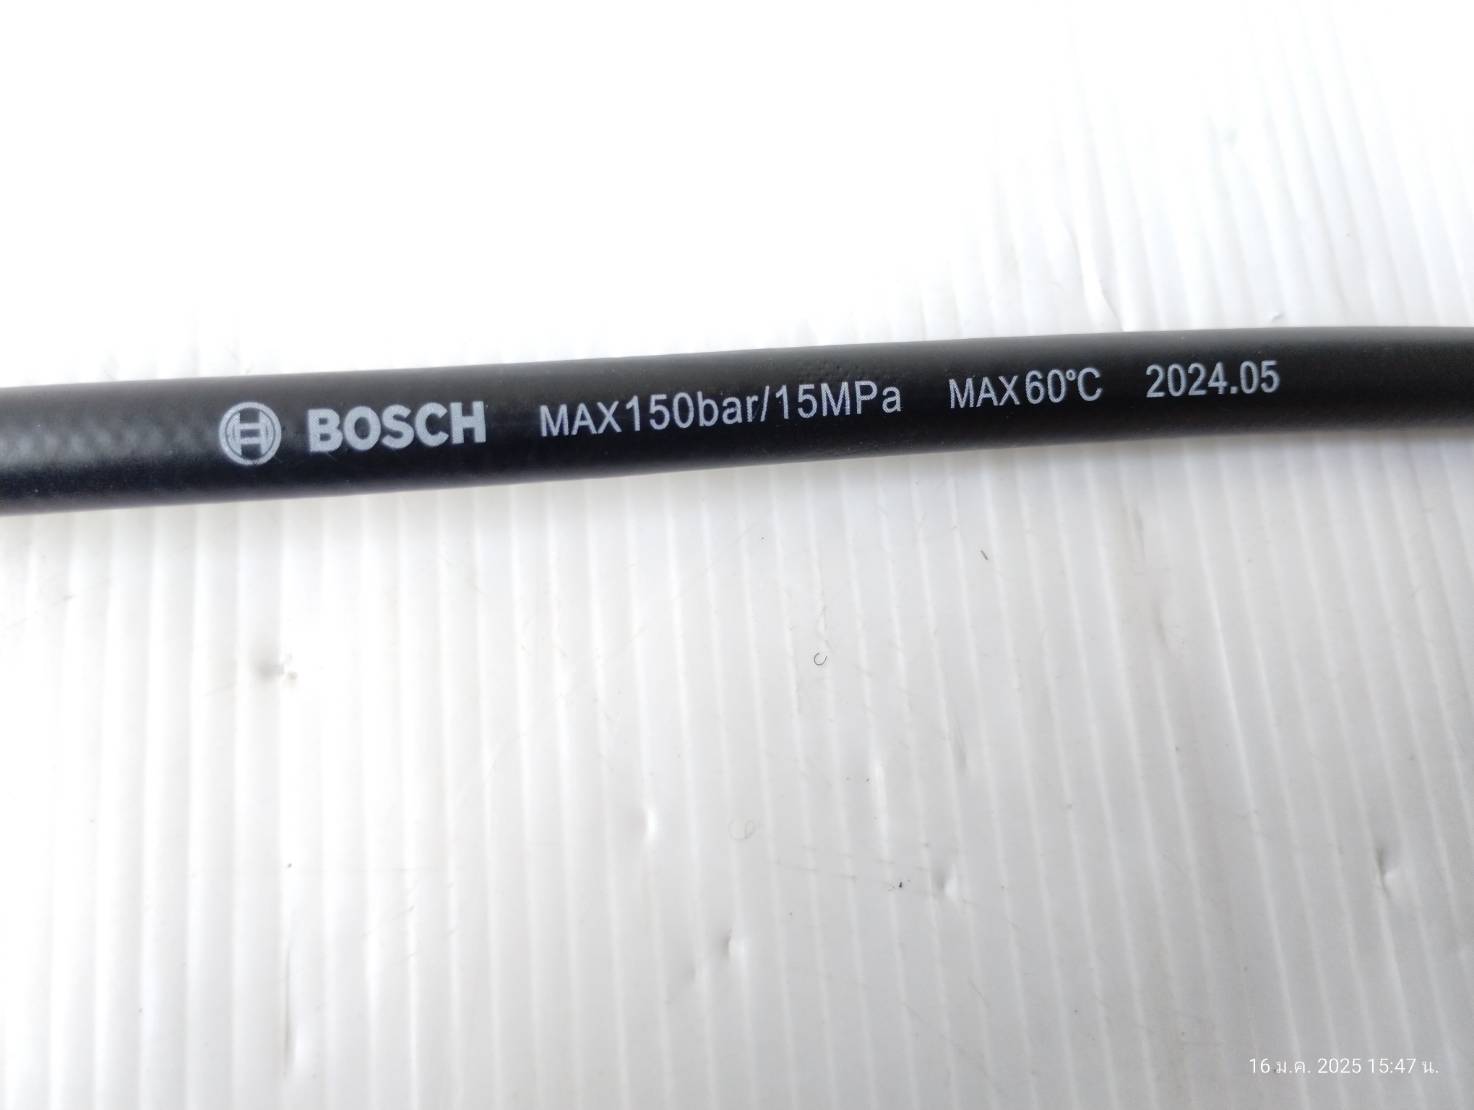 BOSCH MAX150bar/15MPa MAX60°C 2024.05
16 ม.ค. 2025 15:47 น.